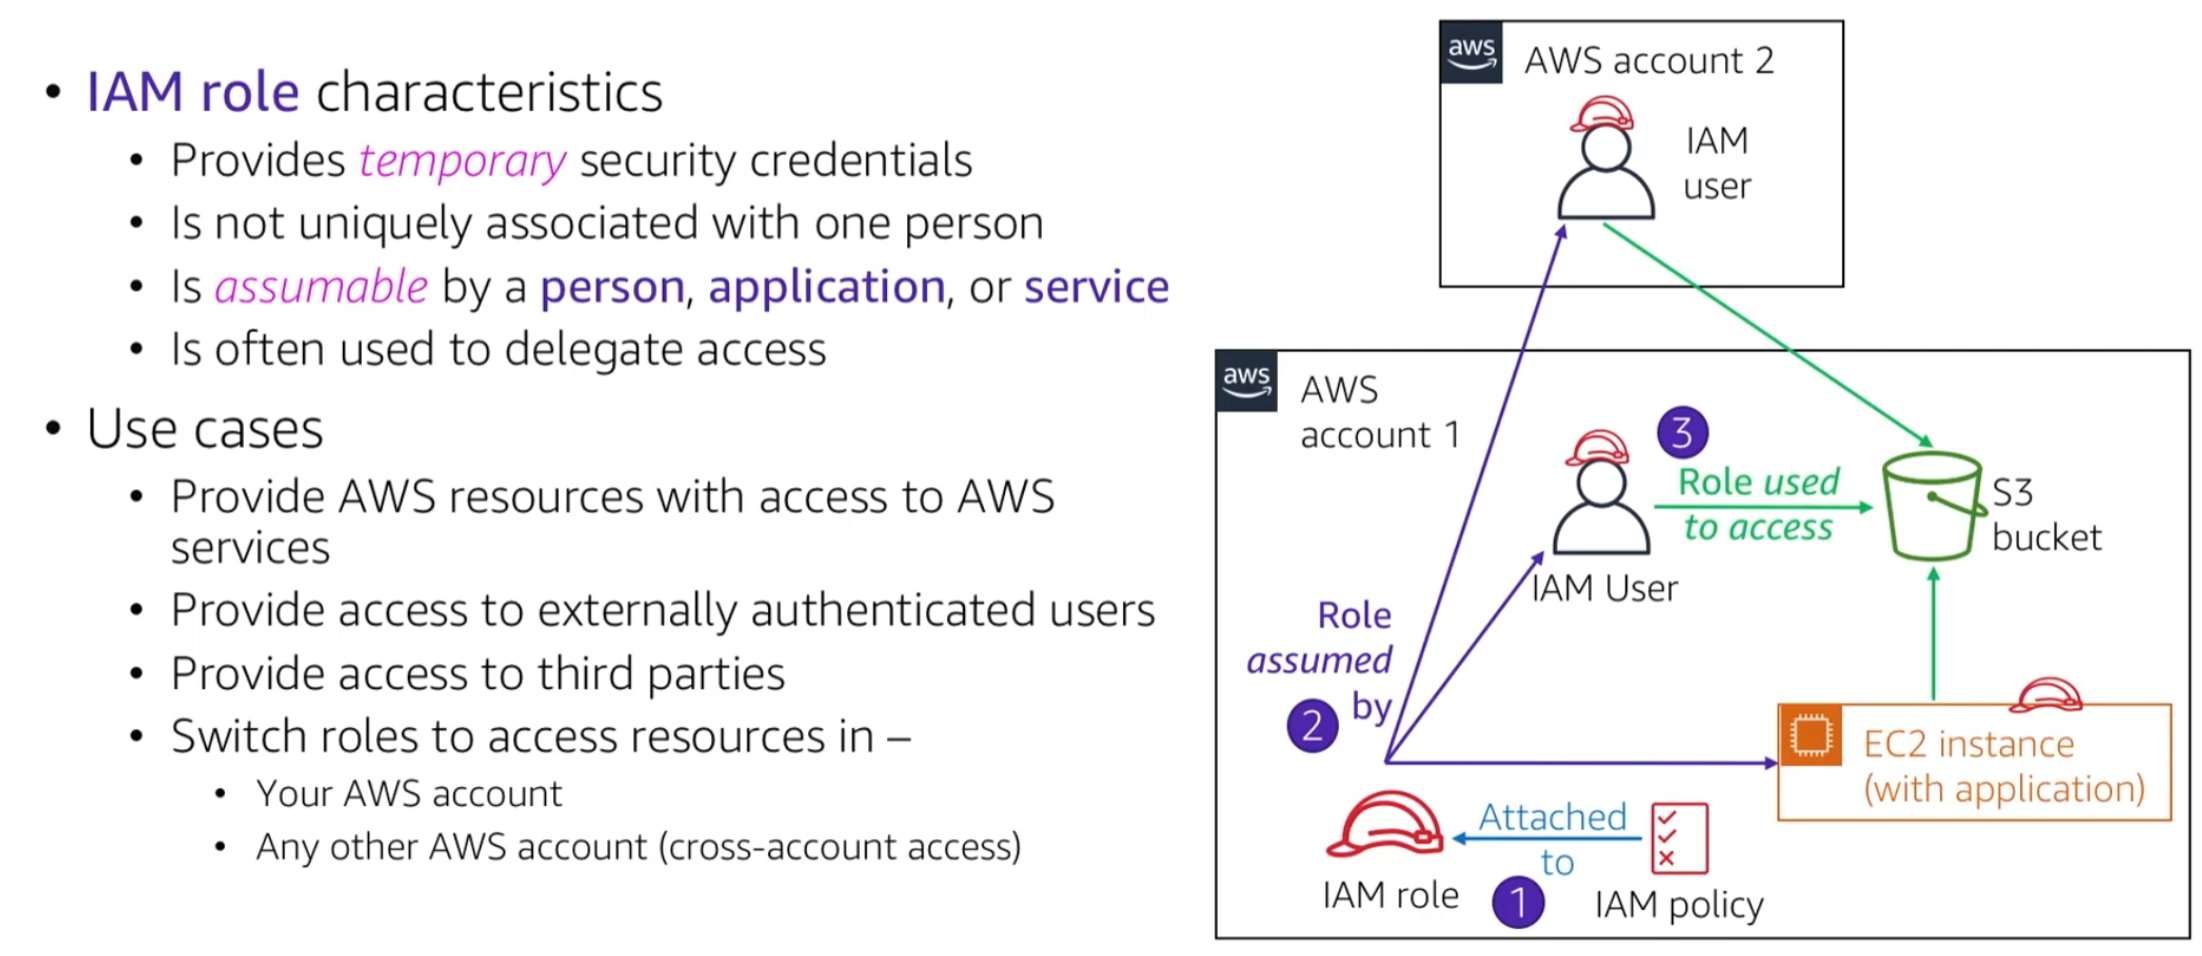 • IAM role characteristics
• Provides temporary security credentials
• Is not uniquely associated with one person
• Is assumable by a person, application, or service
• Is often used to delegate access
• Use cases
• Provide AWS resources with access to AWS
services
• Provide access to externally authenticated users
• Provide access to third parties
• Switch roles to access resources in –
• Your AWS account
• Any other AWS account (cross-account access)
aws
AWS account 2
IAM
user
aws
AWS
account 1
3
Role used
to access
S3
bucket
IAM User
Role
assumed
by
2
EC2 instance
(with application)
Attached
to
IAM role
1
IAM policy